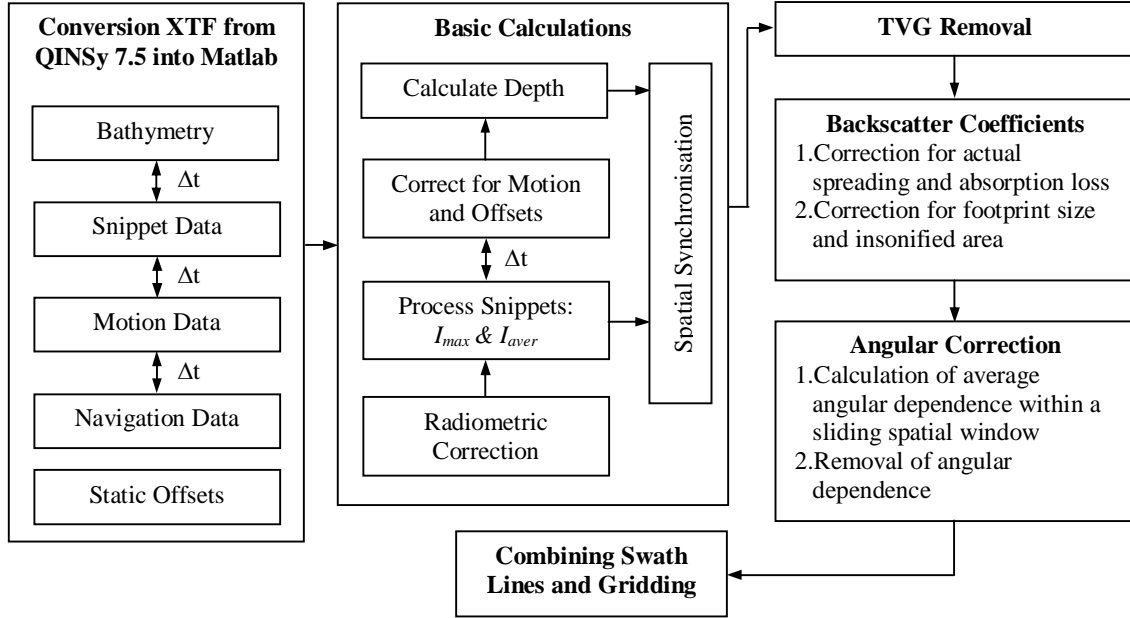 Conversion XTF from
QINSy 7.5 into Matlab
Bathymetry
Δt
Snippet Data
Δt
Motion Data
Δt
Navigation Data
Static Offsets
Basic Calculations
Calculate Depth
Correct for Motion
and Offsets
Δt
Process Snippets:
I_max & I_aver
Radiometric
Correction
Spatial Synchronisation
TVG Removal
Backscatter Coefficients
1.Correction for actual
spreading and absorption loss
2.Correction for footprint size
and insonified area
Angular Correction
1.Calculation of average
angular dependence within a
sliding spatial window
2.Removal of angular
dependence
Combining Swath
Lines and Gridding